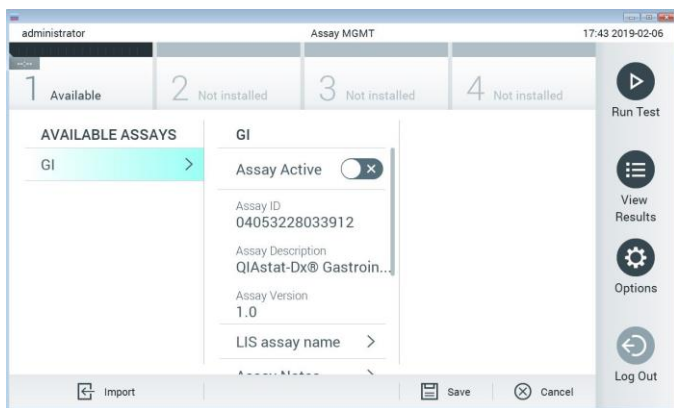 administrator
Assay MGMT
17:43 2019-02-06
1 Available
2 Not installed
3 Not installed
4 Not installed
Run Test
AVAILABLE ASSAYS
GI
GI
Assay Active
Assay ID
04053228033912
Assay Description
QIAstat-Dx® Gastroin...
Assay Version
1.0
LIS assay name
Assay Notes
View
Results
Options
Log Out
Import
Save
Cancel